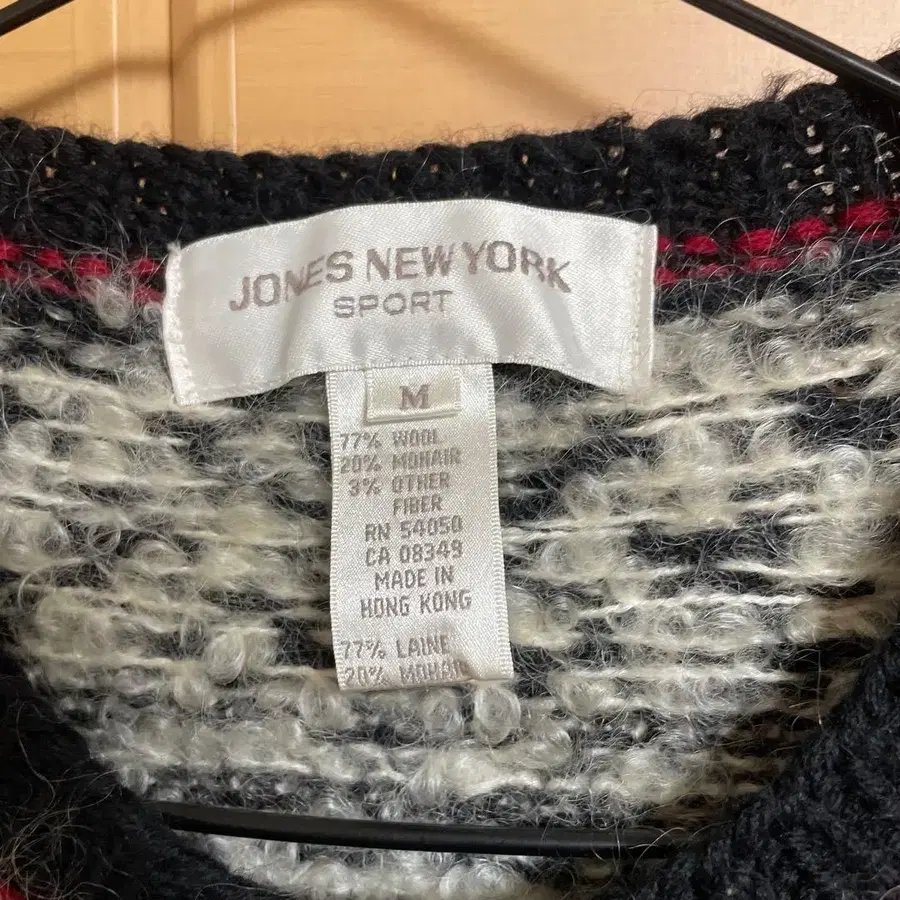 JONES NEW YORK
SPORT
M
77% WOOL
20% MOHAIR
3% OTHER
FIBER
RN 54050
CA 08349
MADE IN
HONG KONG
77% LAINE
20% MOHAIR